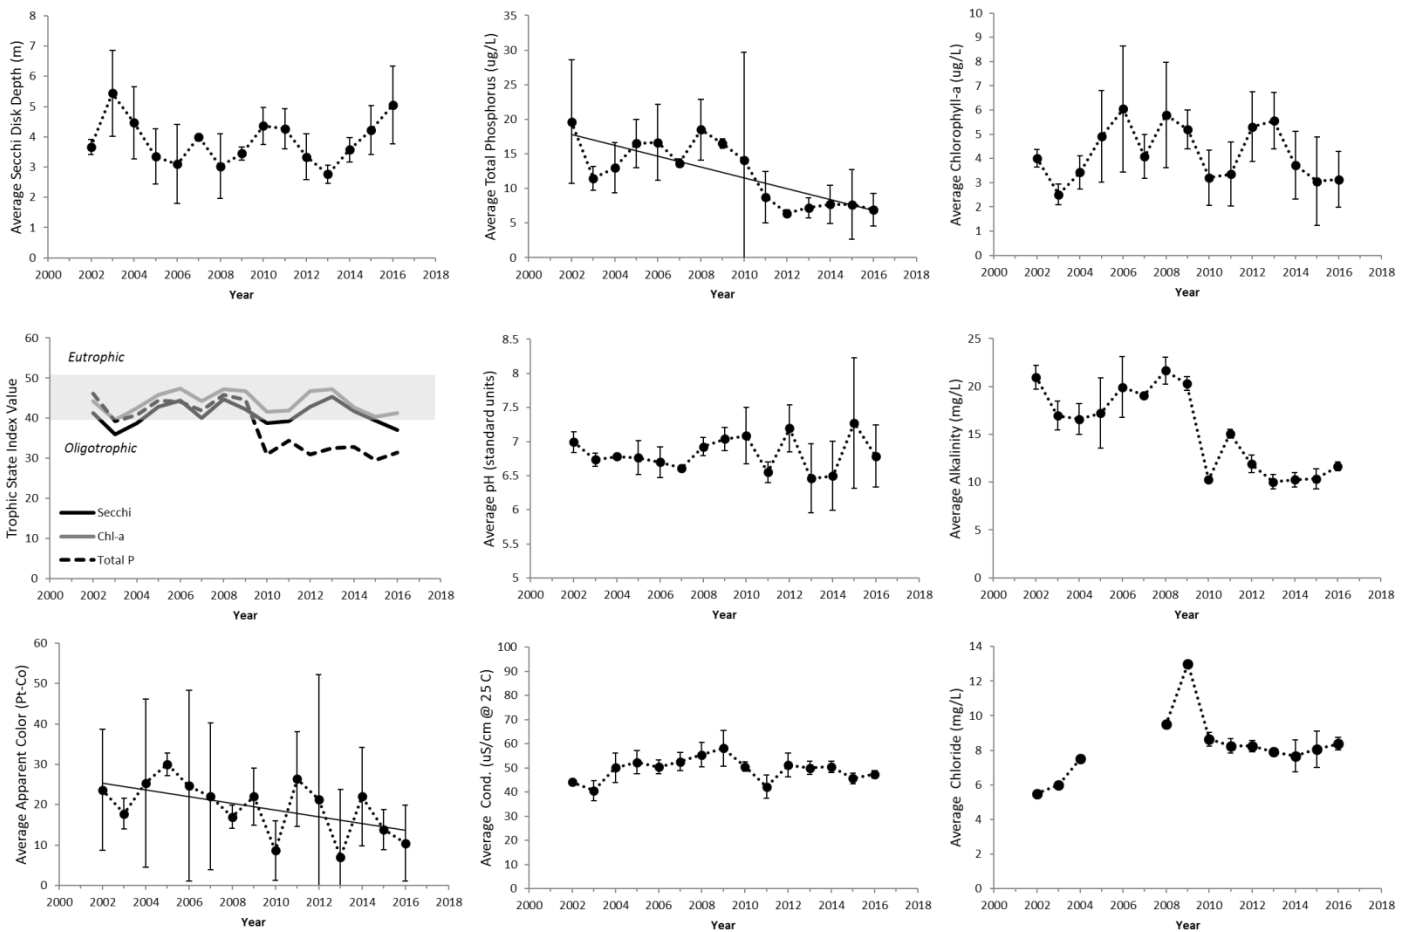 Average Secchi Disk Depth (m)
8
7
6
5
4
3
2
1
0
2000 2002 2004 2006 2008 2010 2012 2014 2016 2018
Year
Average Total Phosphorus (ug/L)
35
30
25
20
15
10
5
0
2000 2002 2004 2006 2008 2010 2012 2014 2016 2018
Year
Average Chlorophyll-a (ug/L)
10
9
8
7
6
5
4
3
2
1
0
2000 2002 2004 2006 2008 2010 2012 2014 2016 2018
Year
Trophic State Index Value
60
50
40
30
20
10
0
Eutrophic
Oligotrophic
Secchi
Chl-a
Total P
2000 2002 2004 2006 2008 2010 2012 2014 2016 2018
Year
Average pH (standard units)
8.5
8
7.5
7
6.5
6
5.5
5
2000 2002 2004 2006 2008 2010 2012 2014 2016 2018
Year
Average Alkalinity (mg/L)
25
20
15
10
5
0
2000 2002 2004 2006 2008 2010 2012 2014 2016 2018
Year
Average Apparent Color (Pt-Co)
60
50
40
30
20
10
0
2000 2002 2004 2006 2008 2010 2012 2014 2016 2018
Year
Average Cond. (uS/cm @ 25 C)
100
90
80
70
60
50
40
30
20
10
0
2000 2002 2004 2006 2008 2010 2012 2014 2016 2018
Year
Average Chloride (mg/L)
14
12
10
8
6
4
2
0
2000 2002 2004 2006 2008 2010 2012 2014 2016 2018
Year